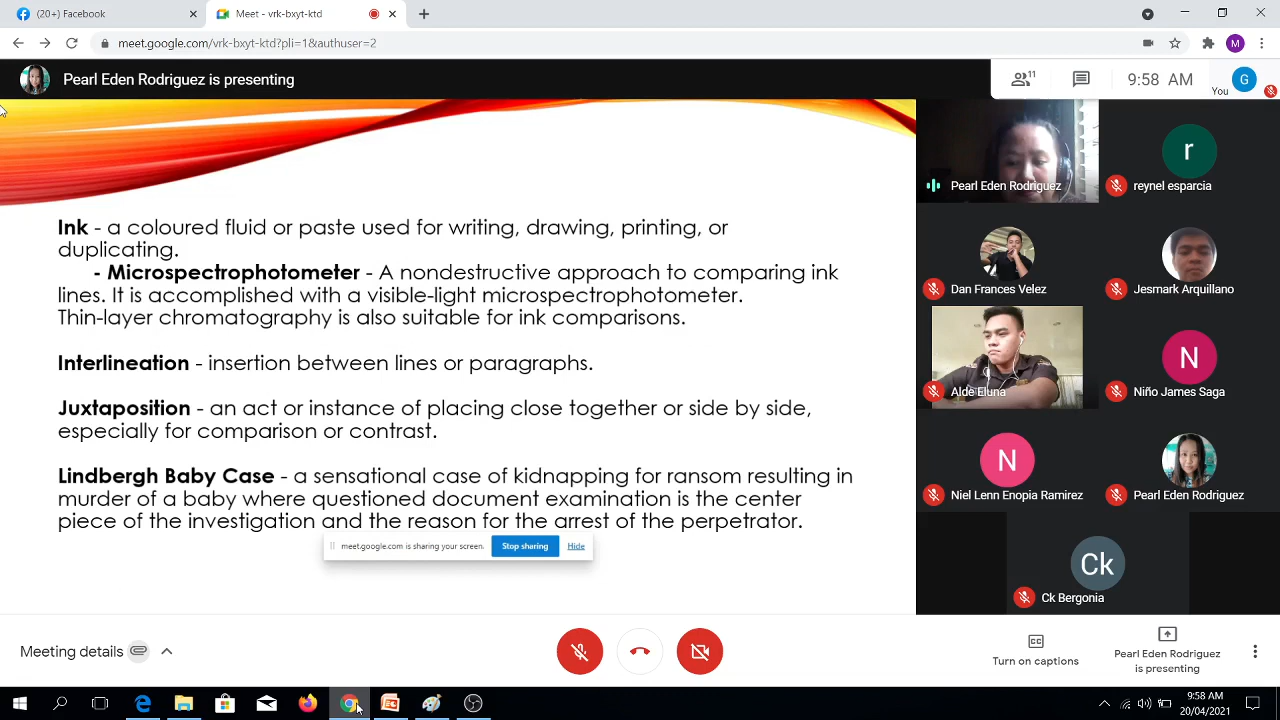 (20+) Facebook
Meet - vrk-bxyt-ktd
meet.google.com/vrk-bxyt-ktd?pli=1&authuser=2
M
Pearl Eden Rodriguez is presenting
11
9:58 AM
You
G
Ink - a coloured fluid or paste used for writing, drawing, printing, or
duplicating.
- Microspectrophotometer - A nondestructive approach to comparing ink
lines. It is accomplished with a visible-light microspectrophotometer.
Thin-layer chromatography is also suitable for ink comparisons.
Interlineation - insertion between lines or paragraphs.
Juxtaposition - an act or instance of placing close together or side by side,
especially for comparison or contrast.
Lindbergh Baby Case - a sensational case of kidnapping for ransom resulting in
murder of a baby where questioned document examination is the center
piece of the investigation and the reason for the arrest of the perpetrator.
meet.google.com is sharing your screen.
Stop sharing
Hide
Pearl Eden Rodriguez
r
reynel esparcia
Dan Frances Velez
Jesmark Arquillano
Alde Eluna
N
Niño James Saga
N
Niel Lenn Enopia Ramirez
Pearl Eden Rodriguez
Ck
Ck Bergonia
Meeting details
CC
Turn on captions
Pearl Eden Rodriguez
is presenting
9:58 AM
20/04/2021